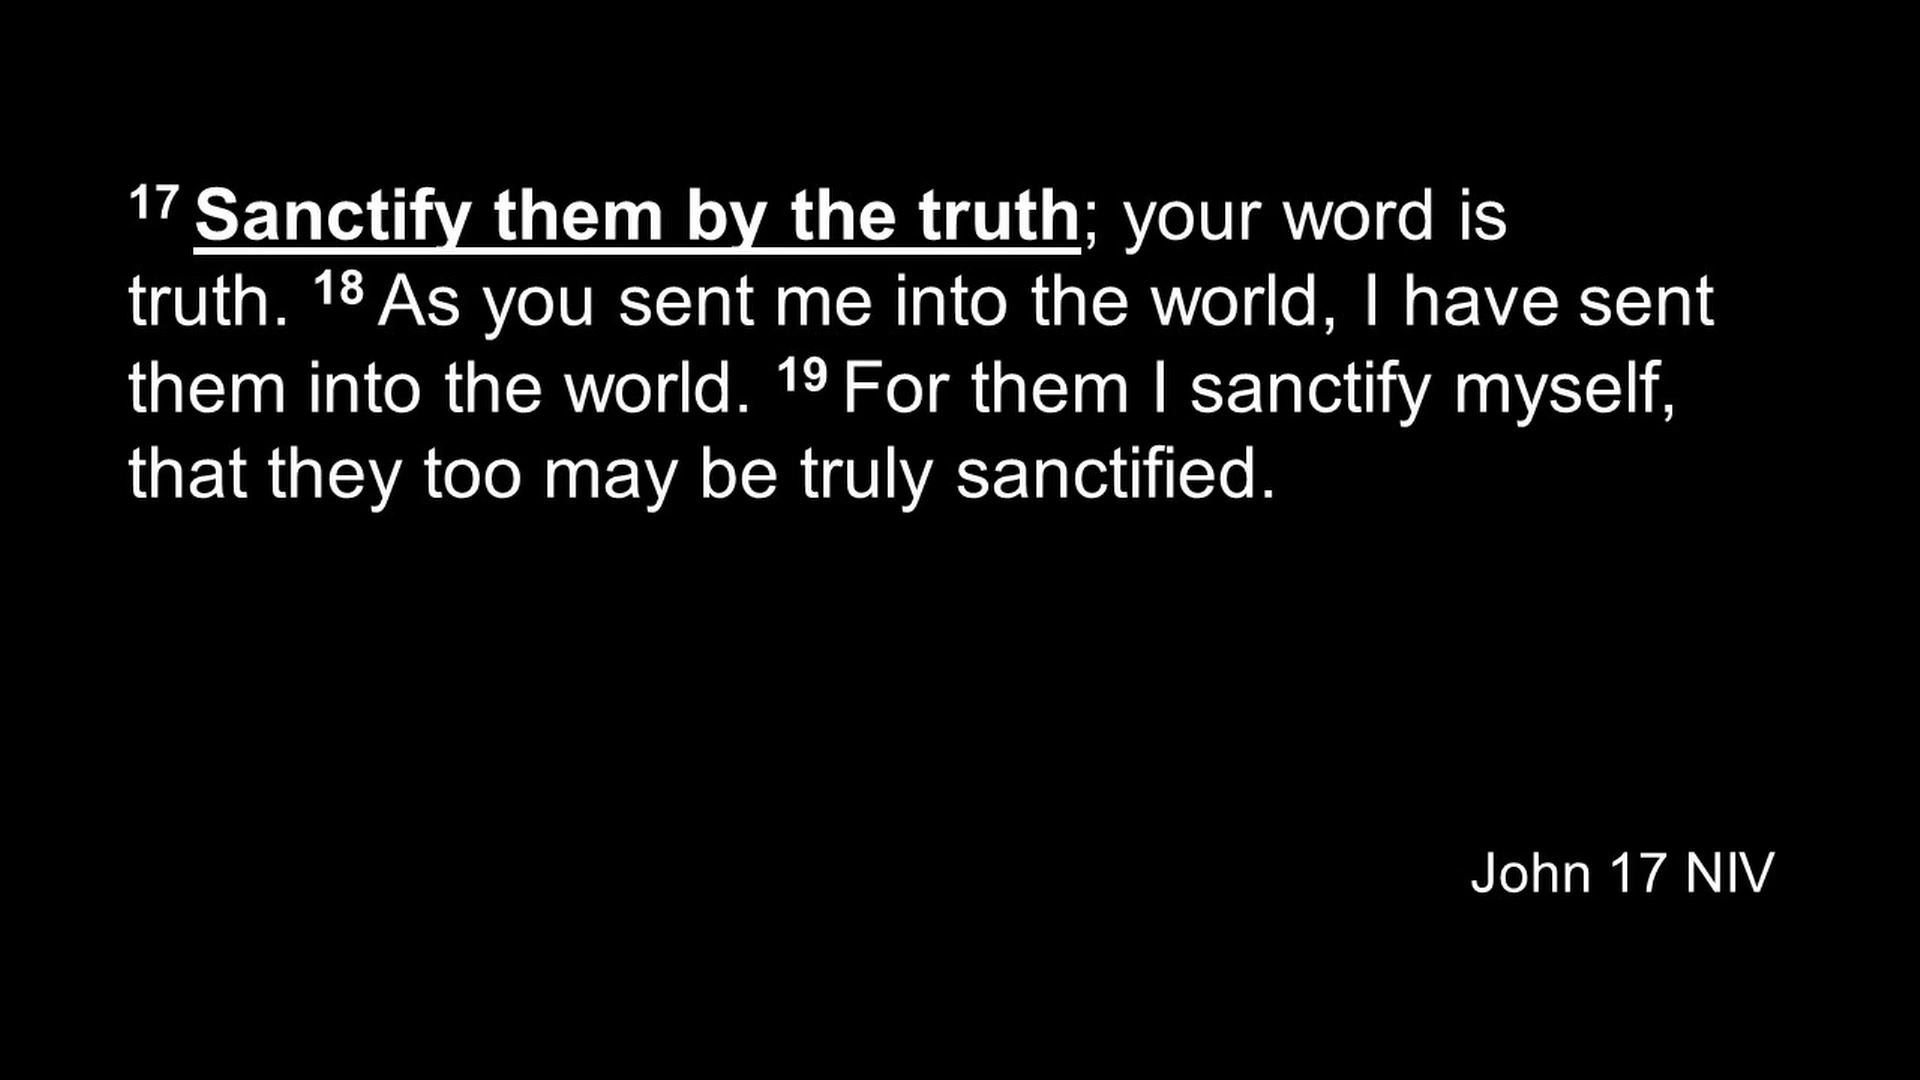 17 Sanctify them by the truth; your word is
truth. 18 As you sent me into the world, I have sent
them into the world. 19 For them I sanctify myself,
that they too may be truly sanctified.
John 17 NIV